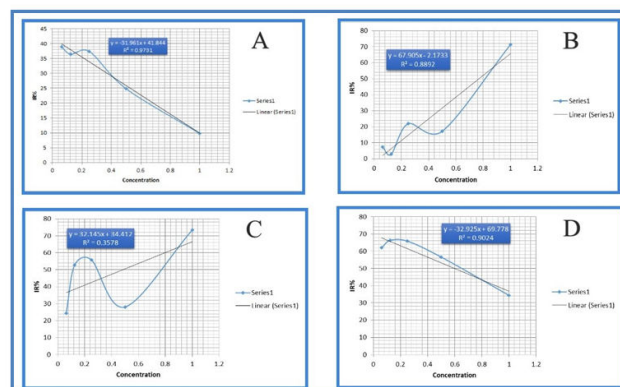 A
y = -31.961x + 41.844
R² = 0.9731
IR%
45
40
35
30
25
20
15
10
5
0
0 0.2 0.4 0.6 0.8 1 1.2
Concentration
Series1
Linear (Series1)
B
y = 67.905x - 2.1733
R² = 0.8892
IR%
80
70
60
50
40
30
20
10
0
0 0.2 0.4 0.6 0.8 1 1.2
Concentration
Series1
Linear (Series1)
C
y = 32.145x + 34.412
R² = 0.3578
IR%
80
70
60
50
40
30
20
10
0
0 0.2 0.4 0.6 0.8 1 1.2
Concentration
Series1
Linear (Series1)
D
y = -32.925x + 69.778
R² = 0.9024
IR%
80
70
60
50
40
30
20
10
0
0 0.2 0.4 0.6 0.8 1 1.2
Concentration
Series1
Linear (Series1)